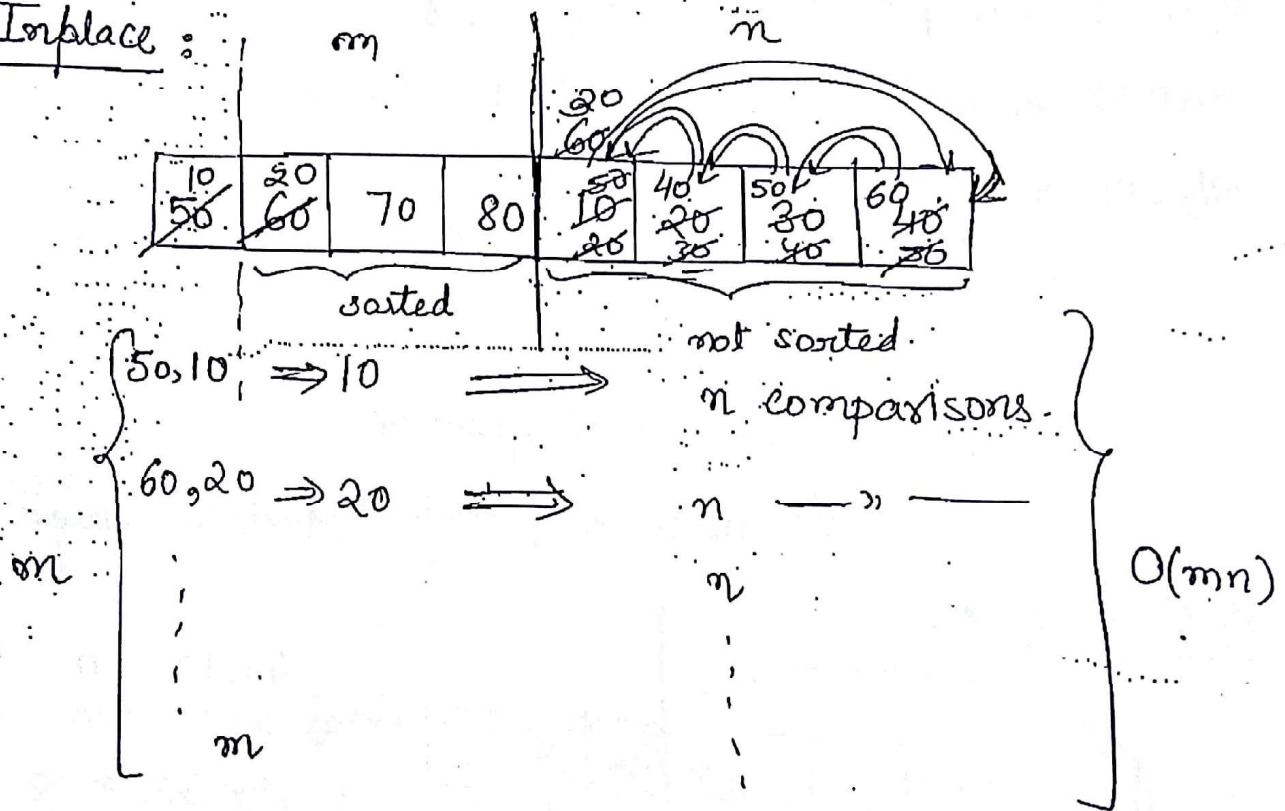 Inplace :
m n
20
60
10 20 50 40 50 60
50 60 70 80 10 20 30 40
20 30 40 50
sorted
not sorted.
50,10 ⇒ 10 ⇒ n comparisons.
60,20 ⇒ 20 ⇒ n — " —
m n O(mn)
m